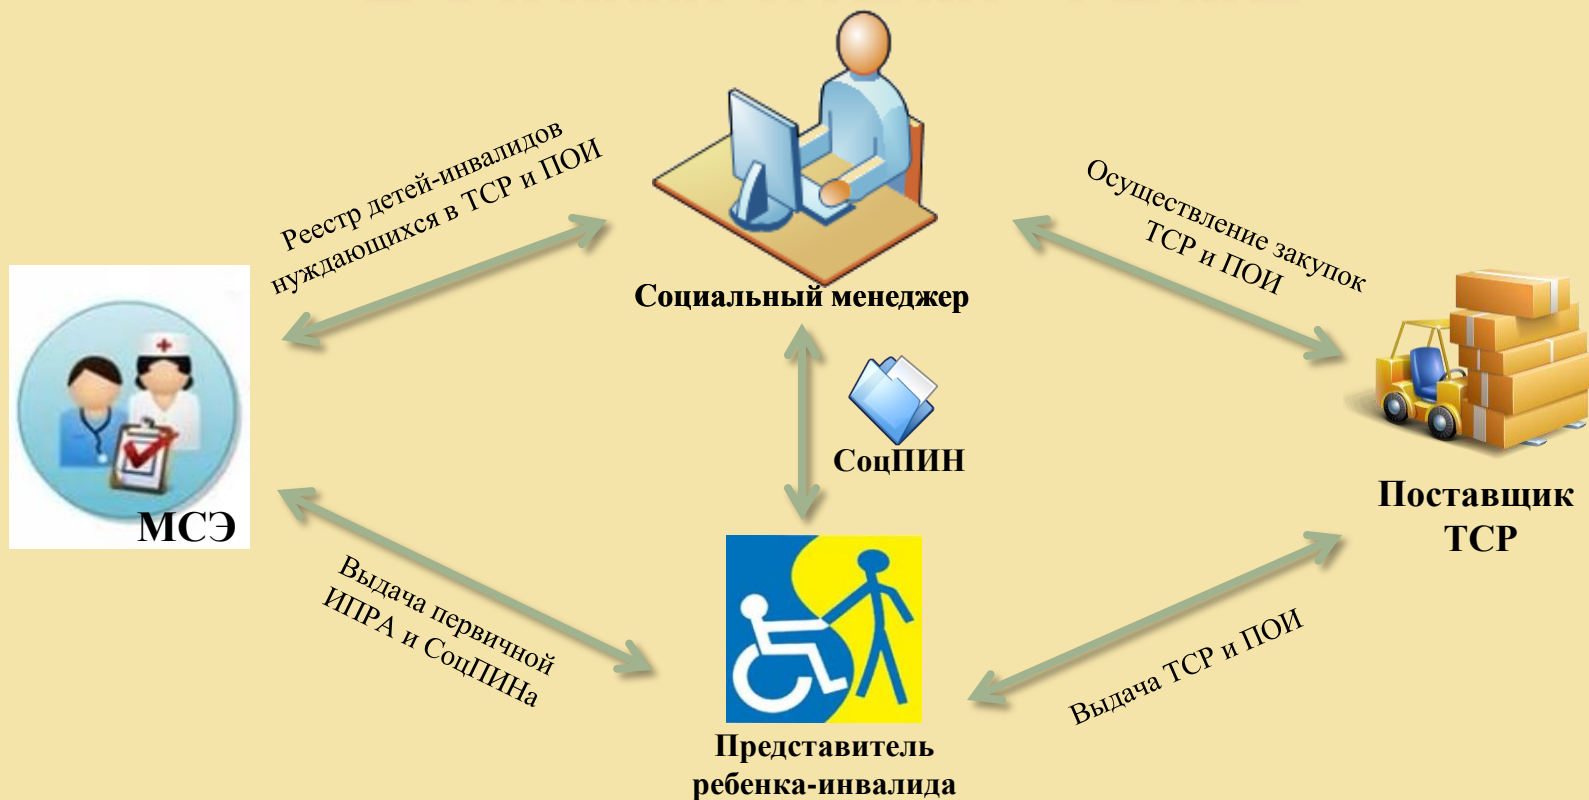 Реестр детей-инвалидов
нуждающихся в ТСР и ПОИ
Осуществление закупок
ТСР и ПОИ
Социальный менеджер
СоцПИН
МСЭ
Поставщик
ТСР
Выдача первичной
ИПРА и СоцПИНа
Выдача ТСР и ПОИ
Представитель
ребенка-инвалида